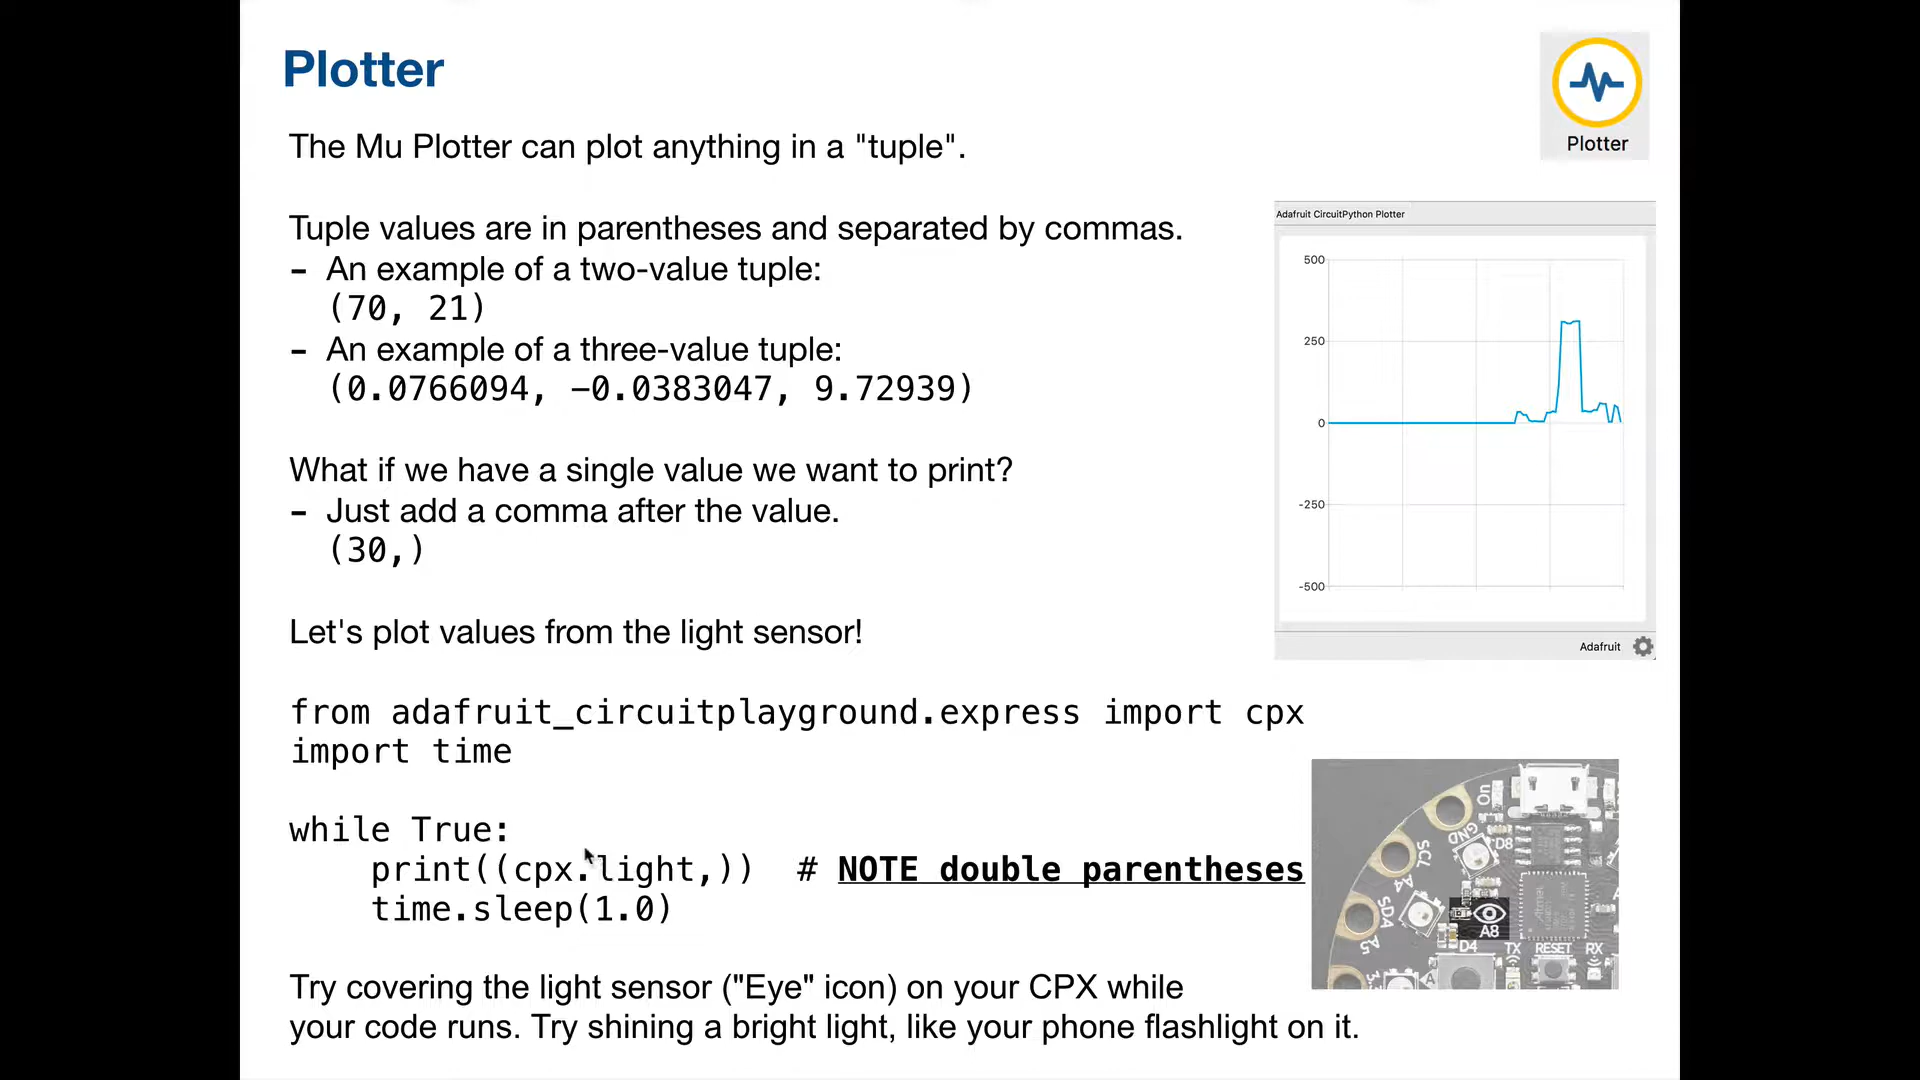 Plotter
Plotter
The Mu Plotter can plot anything in a "tuple".
Tuple values are in parentheses and separated by commas.
- An example of a two-value tuple:
(70, 21)
- An example of a three-value tuple:
(0.0766094, -0.0383047, 9.72939)
What if we have a single value we want to print?
- Just add a comma after the value.
(30,)
Let's plot values from the light sensor!
from adafruit_circuitplayground.express import cpx
import time
while True:
    print((cpx.light,))  # NOTE double parentheses
    time.sleep(1.0)
Try covering the light sensor ("Eye" icon) on your CPX while
your code runs. Try shining a bright light, like your phone flashlight on it.
Adafruit CircuitPython Plotter
500
250
0
-250
-500
Adafruit
On
GND
D8
SCL
A4
SDA
A5
A8
D4
TX
RESET
RX
A
Atmel